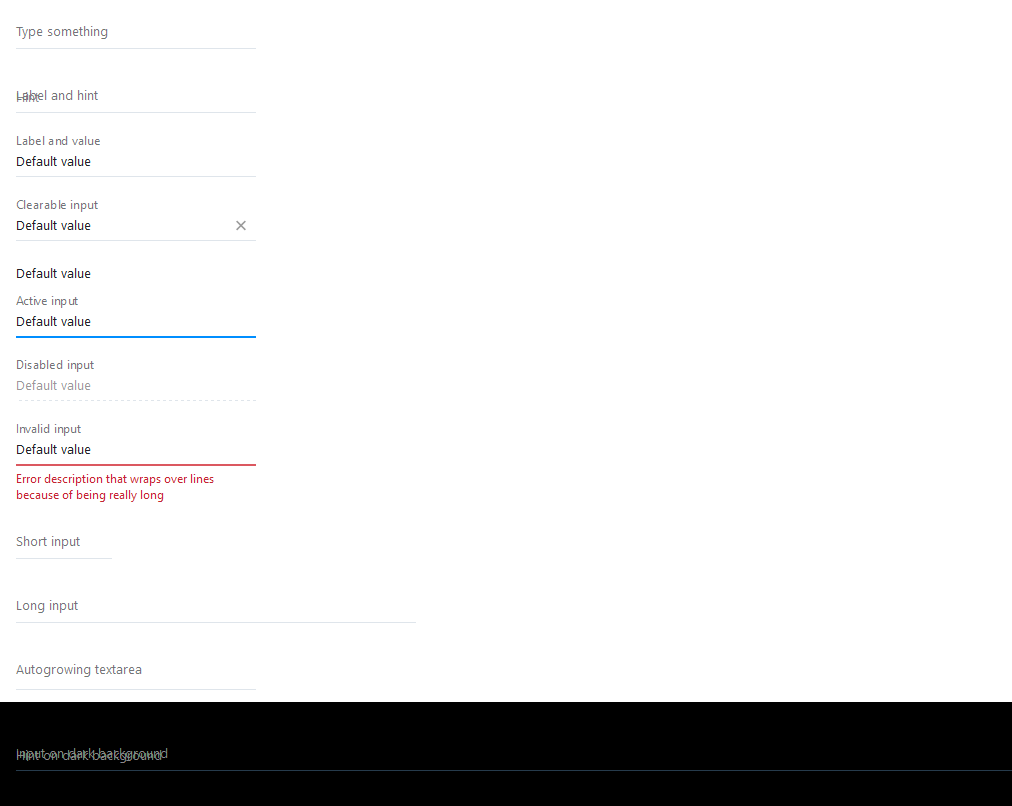 Type something
Label and hint
Hint
Label and value
Default value
Clearable input
Default value
Default value
Active input
Default value
Disabled input
Default value
Invalid input
Default value
Error description that wraps over lines
because of being really long
Short input
Long input
Autogrowing textarea
Input on dark background
Hint on dark background